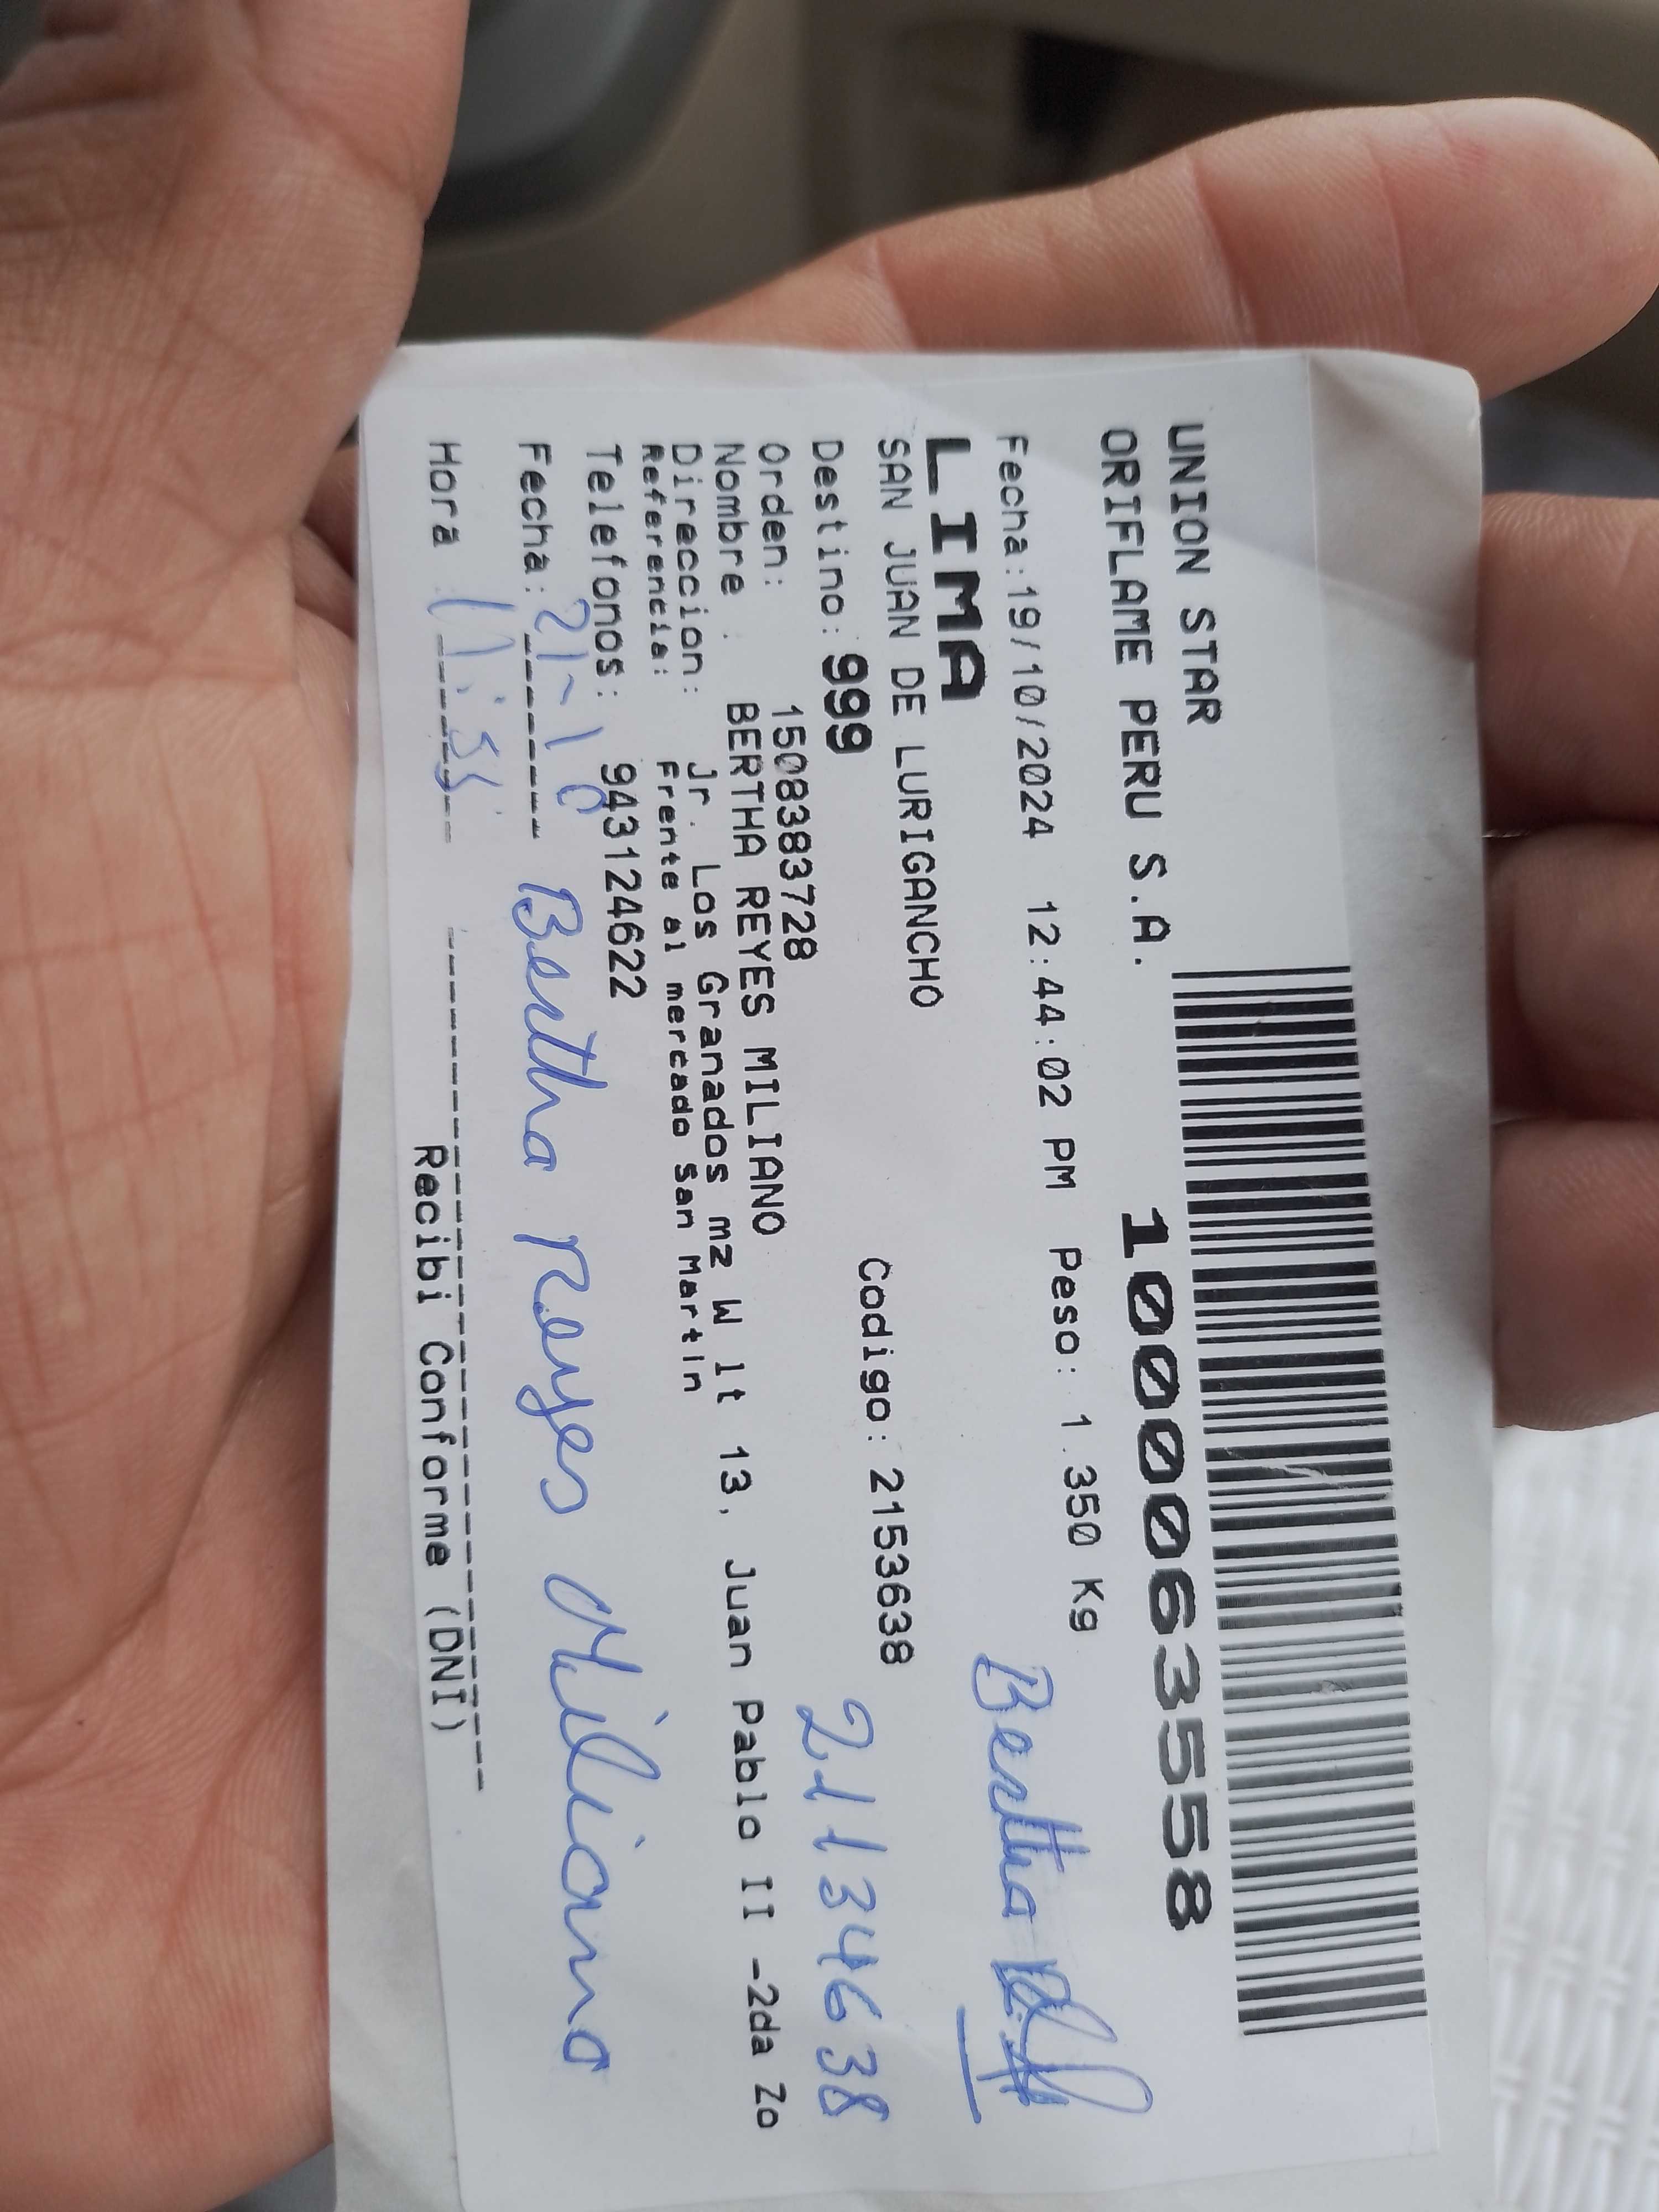 UNION STAR
ORIFLAME PERU S.A.
1000063558
Fecha:19/10/2024 12:44:02 PM Peso: 1.350 Kg
LIMA
SAN JUAN DE LURIGANCHO
Bertha
Destino: 999 Codigo: 2153638
Orden: 1508383728
21134638
Nombre : BERTHA REYES MILIANO
Direccion: Jr. Los Granados mz W lt 13, Juan Pablo II -2da Zo
Referencia: Frente al mercado San Martin
Telefonos: 943124622
Fecha: 21-10 Bertha reyes Miliano
Hora 11:
Recibi Conforme (DNI)